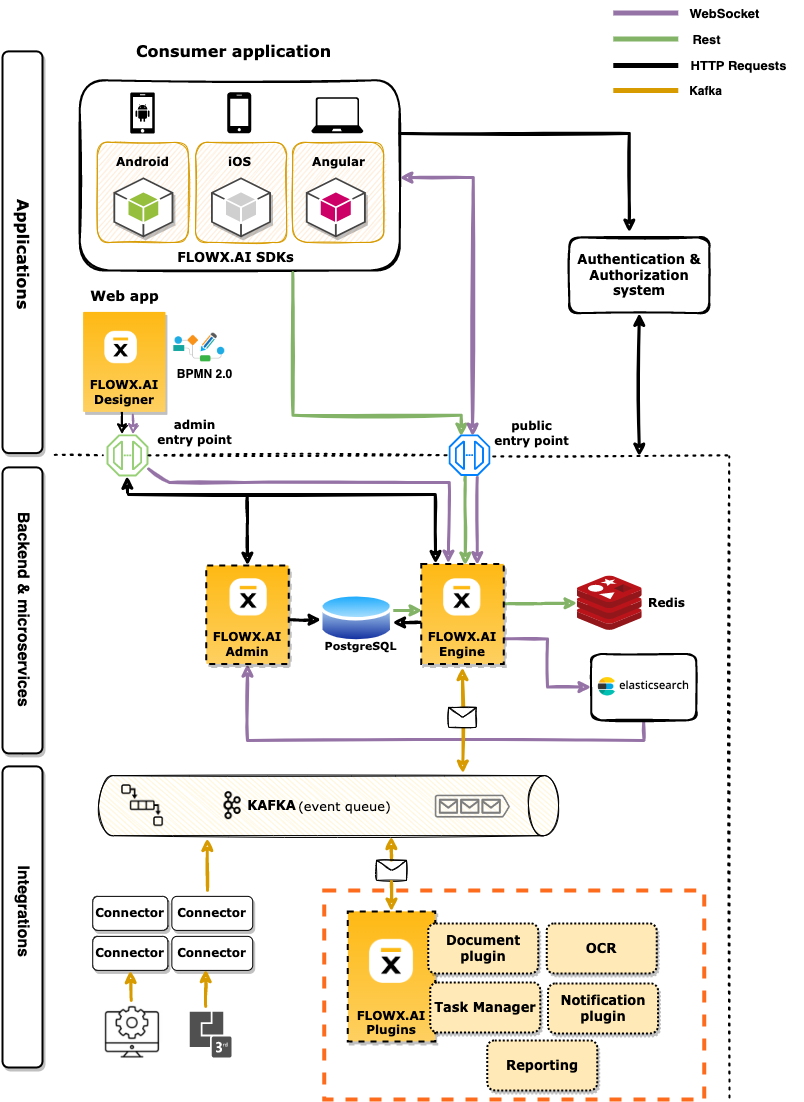 WebSocket
Rest
HTTP Requests
Kafka
Consumer application
Android
iOS
Angular
FLOWX.AI SDKs
Applications
Authentication &
Authorization
system
Web app
FLOWX.AI
Designer
BPMN 2.0
admin
entry point
public
entry point
Backend & microservices
FLOWX.AI
Admin
PostgreSQL
FLOWX.AI
Engine
Redis
elasticsearch
KAFKA (event queue)
Integrations
Connector
Connector
Connector
Connector
3rd
FLOWX.AI
Plugins
Document
plugin
OCR
Task Manager
Notification
plugin
Reporting